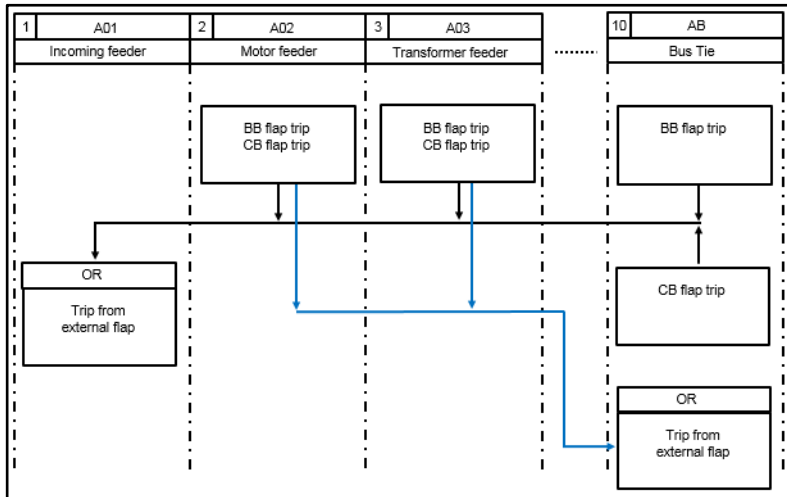 1 A01 2 A02 3 A03 10 AB
Incoming feeder Motor feeder Transformer feeder ........... Bus Tie
BB flap trip
CB flap trip
BB flap trip
CB flap trip
BB flap trip
OR
Trip from
external flap
CB flap trip
OR
Trip from
external flap